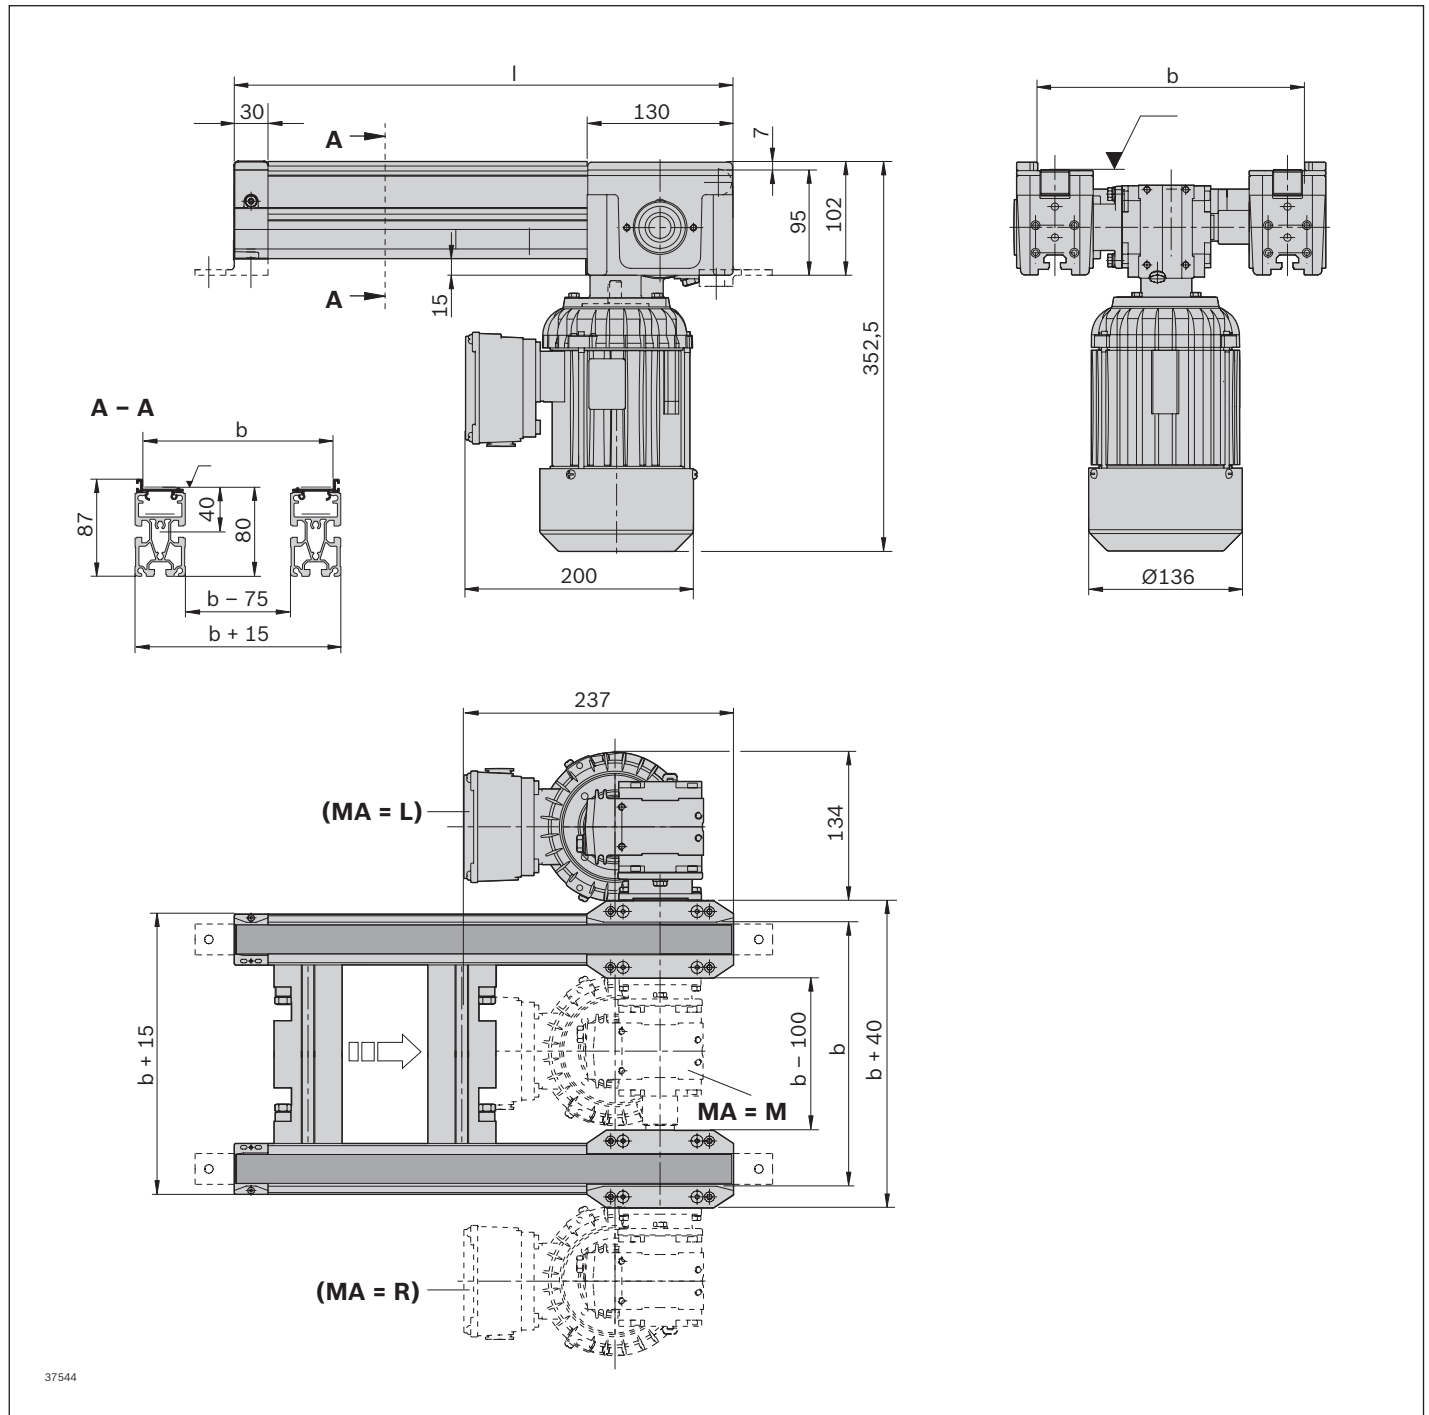 l
b
30
A
130
7
95
102
A
15
352,5
A – A
b
87
40
80
b – 75
b + 15
200
Ø136
237
(MA = L)
134
b + 15
b – 100
b
b + 40
MA = M
(MA = R)
37544